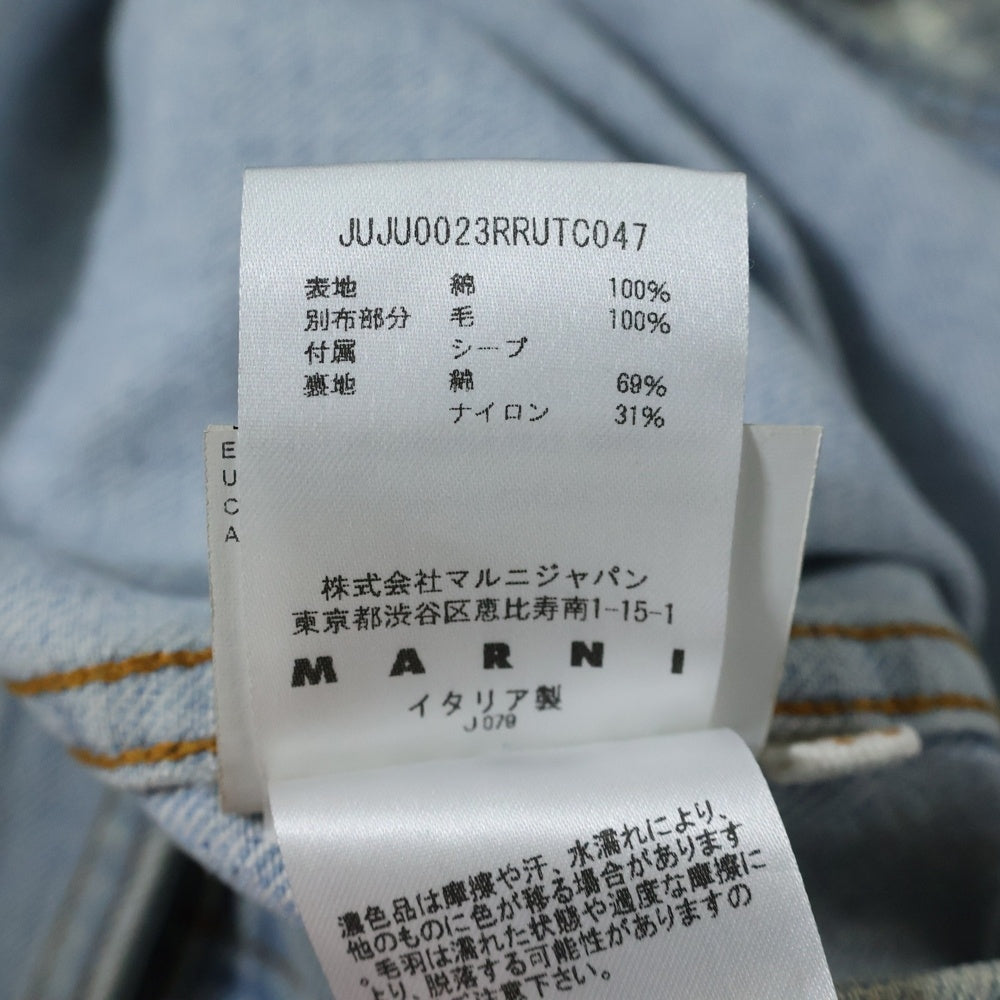 JUJU0023RRUTC047
表地 綿 100%
別布部分 毛 100%
付属 シープ
裏地 綿 69%
ナイロン 31%
E
U
C
A
株式会社マルニジャパン
東京都渋谷区恵比寿南1-15-1
MARNI
イタリア製
J079
濃色品は摩擦や汗、水濡れにより、
他のものに色が移る場合があります
。毛羽は濡れた状態や過度な摩擦に
より、脱落する可能性がありますの
ご注意下さい。